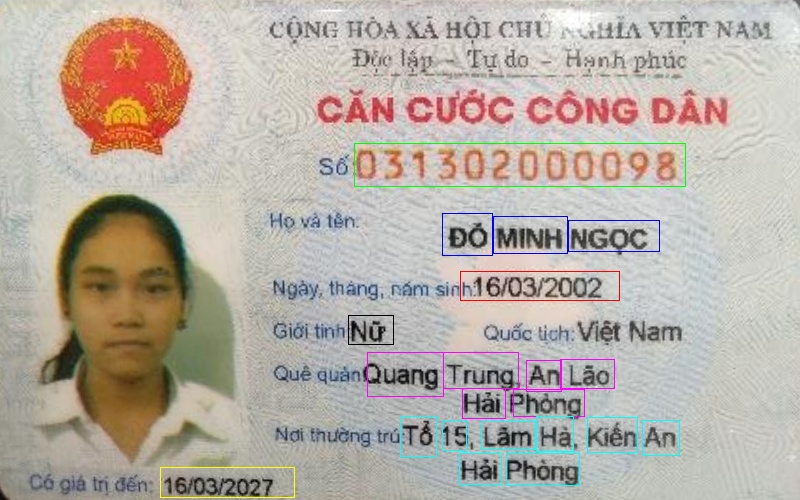 CỘNG HÒA XÃ HỘI CHỦ NGHĨA VIỆT NAM
Độc lập - Tự do - Hạnh phúc
CĂN CƯỚC CÔNG DÂN
Số 031302000098
Họ và tên: ĐỎ MINH NGỌC
Ngày, tháng, năm sinh: 16/03/2002
Giới tính Nữ Quốc tịch: Việt Nam
Quê quán Quang Trung, An Lão
Hải Phòng
Nơi thường trú: Tổ 15, Lãm Hà, Kiến An
Hải Phòng
Có giá trị đến: 16/03/2027